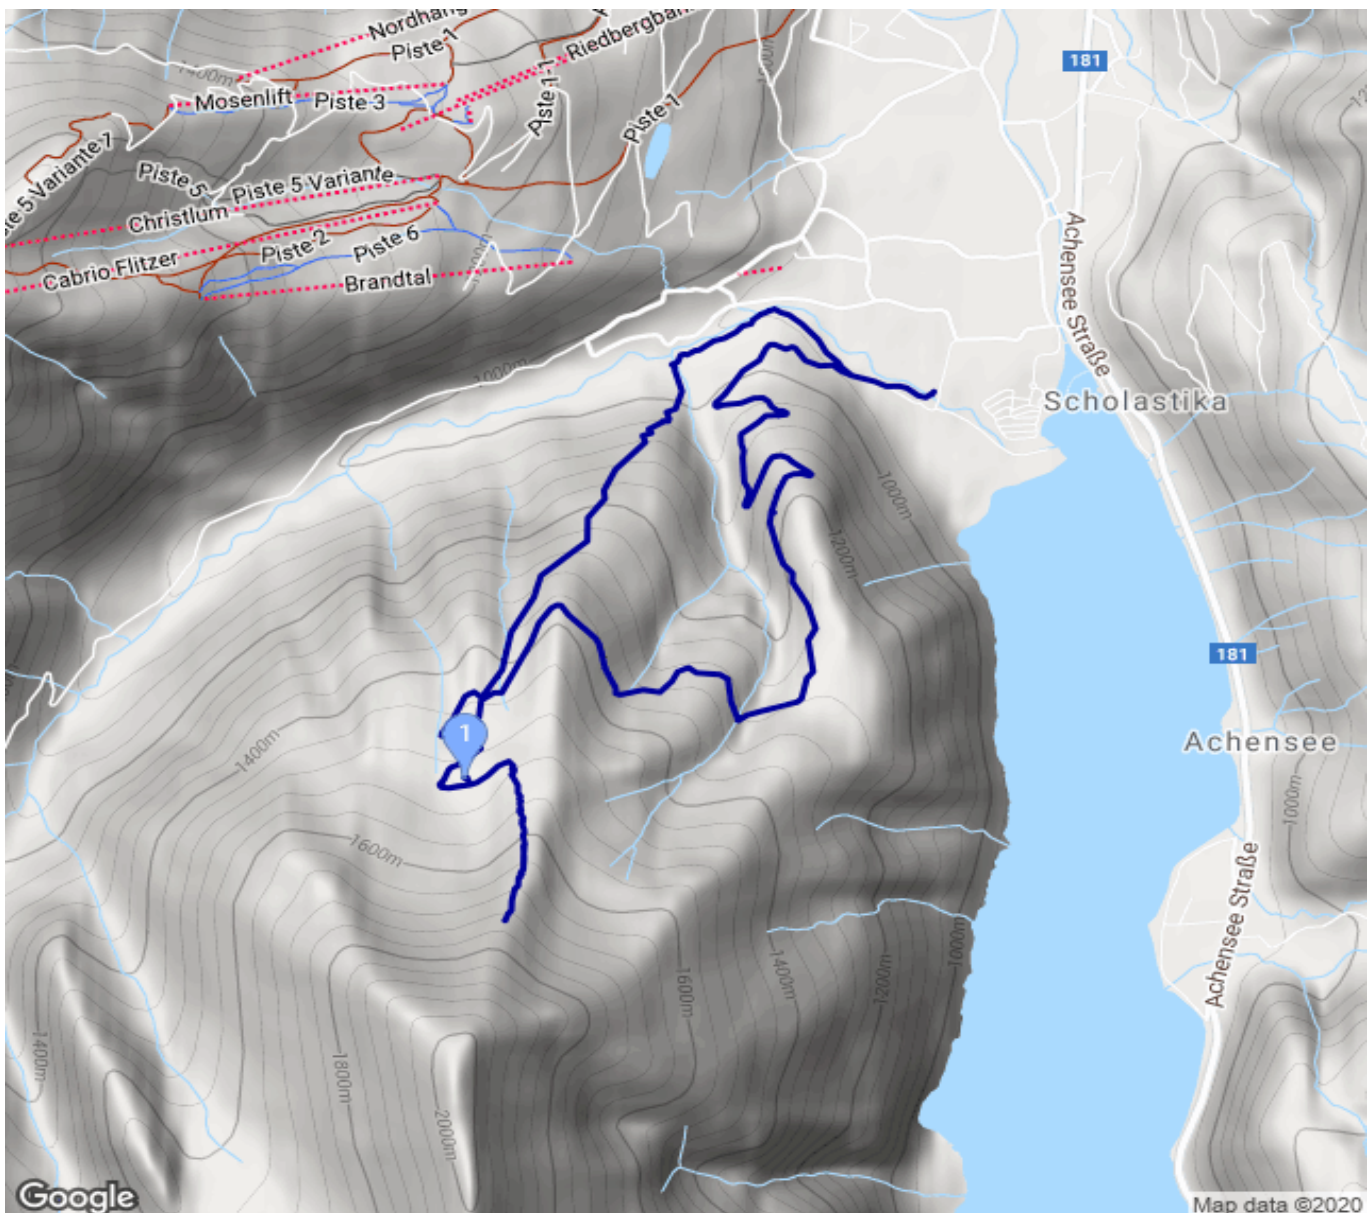 Nordhang
Piste 1
Riedbergbahn
181
1400m
Mosenlift
Piste 3
Piste 1-1
Piste 1
Piste 5 Variante 7
Piste 5
Piste 5 Variante
Christlum
Piste 2
Piste 6
Cabrio Flitzer
Brandtal
Achensee Straße
1000m
Scholastika
1000m
1200m
181
1
Achensee
1400m
1000m
1600m
Achensee Straße
1000m
1600m
1400m
1200m
1400m
1800m
2000m
Google
Map data ©2020